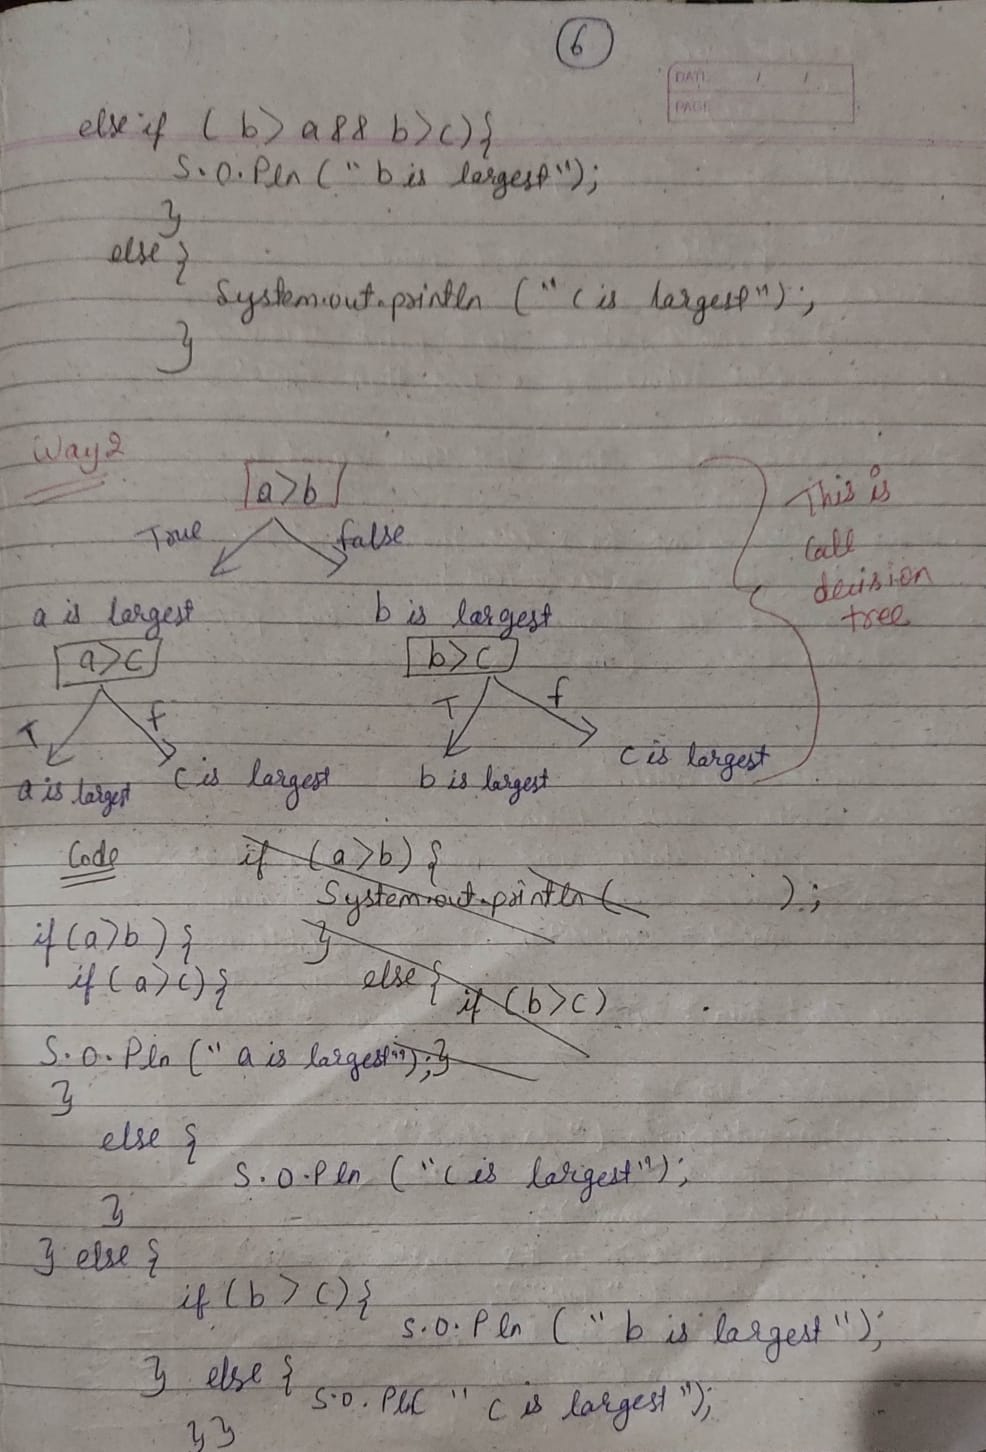 6
DATE / /
PAGE
else if (b>a && b>c){
S.O.Pln ("b is largest");
}
else {
System.out.println ("c is largest");
}
Way 2
a>b
True false
a is largest b is largest
a>c b>c
T f T f
a is largest c is largest b is largest c is largest
This is
call
decision
tree
Code
if (a>b) {
System.out.println ( );
}
else {
if (b>c)
if (a>b) {
if (a>c) {
S.O.Pln ("a is largest");}
}
else {
S.O.Pln ("c is largest");
}
} else {
if (b > c) {
S.O.Pln ("b is largest");
} else {
S.O.Pln( "c is largest");
}}